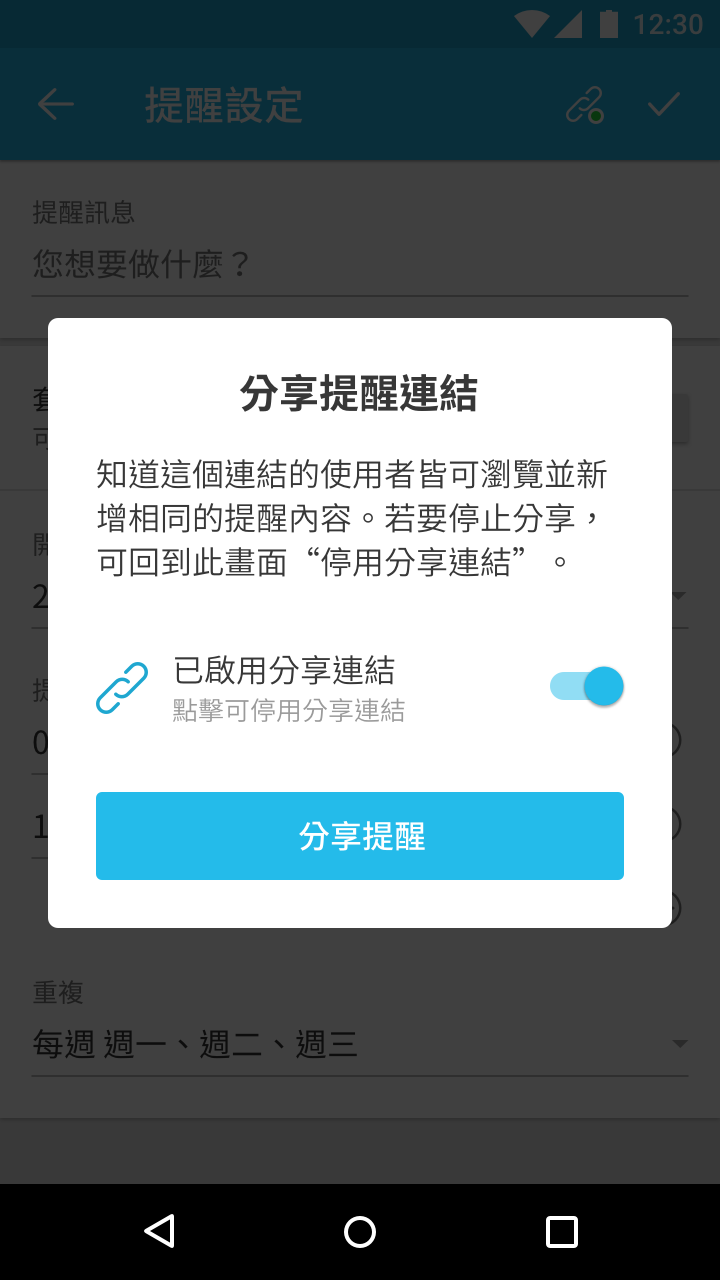 12:30
提醒設定
提醒訊息
您想要做什麼？
分享提醒連結
知道這個連結的使用者皆可瀏覽並新
增相同的提醒內容。若要停止分享，
可回到此畫面“停用分享連結”。
已啟用分享連結
點擊可停用分享連結
分享提醒
重複
每週 週一、週二、週三